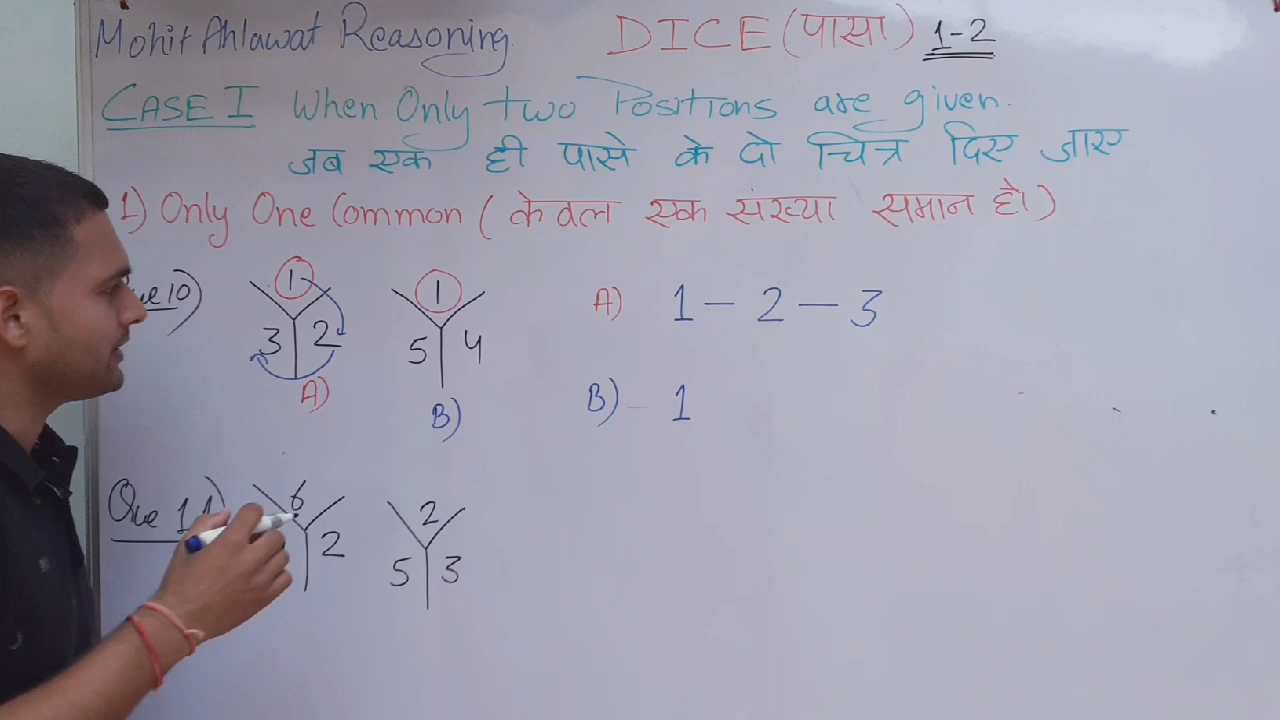 Mohit Ahlawat Reasoning DICE (पासा) 1-2
CASE I When Only two Positions are given.
जब एक ही पासे के दो चित्र दिए जाए
1) Only One Common (केवल एक संख्या समान हो)
10) 1 1 A) 1 - 2 - 3
3 2 5 4
A) B) B) - 1
Que 11) 6 2
2 5 3